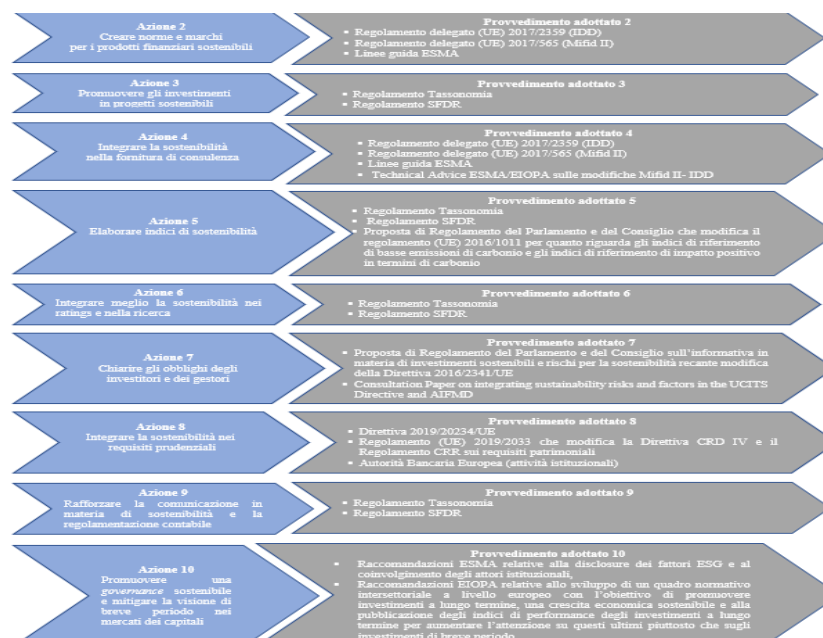 Azione 2
Creare norme e marchi
per i prodotti finanziari sostenibili
Provvedimento adottato 2
▪ Regolamento delegato (UE) 2017/2359 (IDD)
▪ Regolamento delegato (UE) 2017/565 (Mifid II)
▪ Linee guida ESMA
Azione 3
Promuovere gli investimenti
in progetti sostenibili
Provvedimento adottato 3
▪ Regolamento Tassonomia
▪ Regolamento SFDR
Azione 4
Integrare la sostenibilità
nella fornitura di consulenza
Provvedimento adottato 4
▪ Regolamento delegato (UE) 2017/2359 (IDD)
▪ Regolamento delegato (UE) 2017/565 (Mifid II)
▪ Linee guida ESMA
▪ Technical Advice ESMA/EIOPA sulle modifiche Mifid II- IDD
Azione 5
Elaborare indici di sostenibilità
Provvedimento adottato 5
▪ Regolamento Tassonomia
▪ Regolamento SFDR
▪ Proposta di Regolamento del Parlamento e del Consiglio che modifica il
regolamento (UE) 2016/1011 per quanto riguarda gli indici di riferimento
di basse emissioni di carbonio e gli indici di riferimento di impatto positivo
in termini di carbonio
Azione 6
Integrare meglio la sostenibilità nei
ratings e nella ricerca
Provvedimento adottato 6
▪ Regolamento Tassonomia
▪ Regolamento SFDR
Azione 7
Chiarire gli obblighi degli
investitori e dei gestori
Provvedimento adottato 7
▪ Proposta di Regolamento del Parlamento e del Consiglio sull'informativa in
materia di investimenti sostenibili e rischi per la sostenibilità recante modifica
della Direttiva 2016/2341/UE
▪ Consultation Paper on integrating sustainability risks and factors in the UCITS
Directive and AIFMD
Azione 8
Integrare la sostenibilità nei
requisiti prudenziali
Provvedimento adottato 8
▪ Direttiva 2019/20234/UE
▪ Regolamento (UE) 2019/2033 che modifica la Direttiva CRD IV e il
Regolamento CRR sui requisiti patrimoniali
▪ Autorità Bancaria Europea (attività istituzionali)
Azione 9
Rafforzare la comunicazione in
materia di sostenibilità e la
regolamentazione contabile
Provvedimento adottato 9
▪ Regolamento Tassonomia
▪ Regolamento SFDR
Azione 10
Promuovere una
governance sostenibile
e mitigare la visione di
breve periodo nei
mercati dei capitali
Provvedimento adottato 10
▪ Raccomandazioni ESMA relative alla disclosure dei fattori ESG e al
coinvolgimento degli attori istituzionali,
▪ Raccomandazioni EIOPA relative allo sviluppo di un quadro normativo
intersettoriale a livello europeo con l'obiettivo di promuovere
investimenti a lungo termine, una crescita economica sostenibile e alla
pubblicazione degli indici di performance degli investimenti a lungo
termine per aumentare l'attenzione su questi ultimi piuttosto che sugli
investimenti di breve periodo